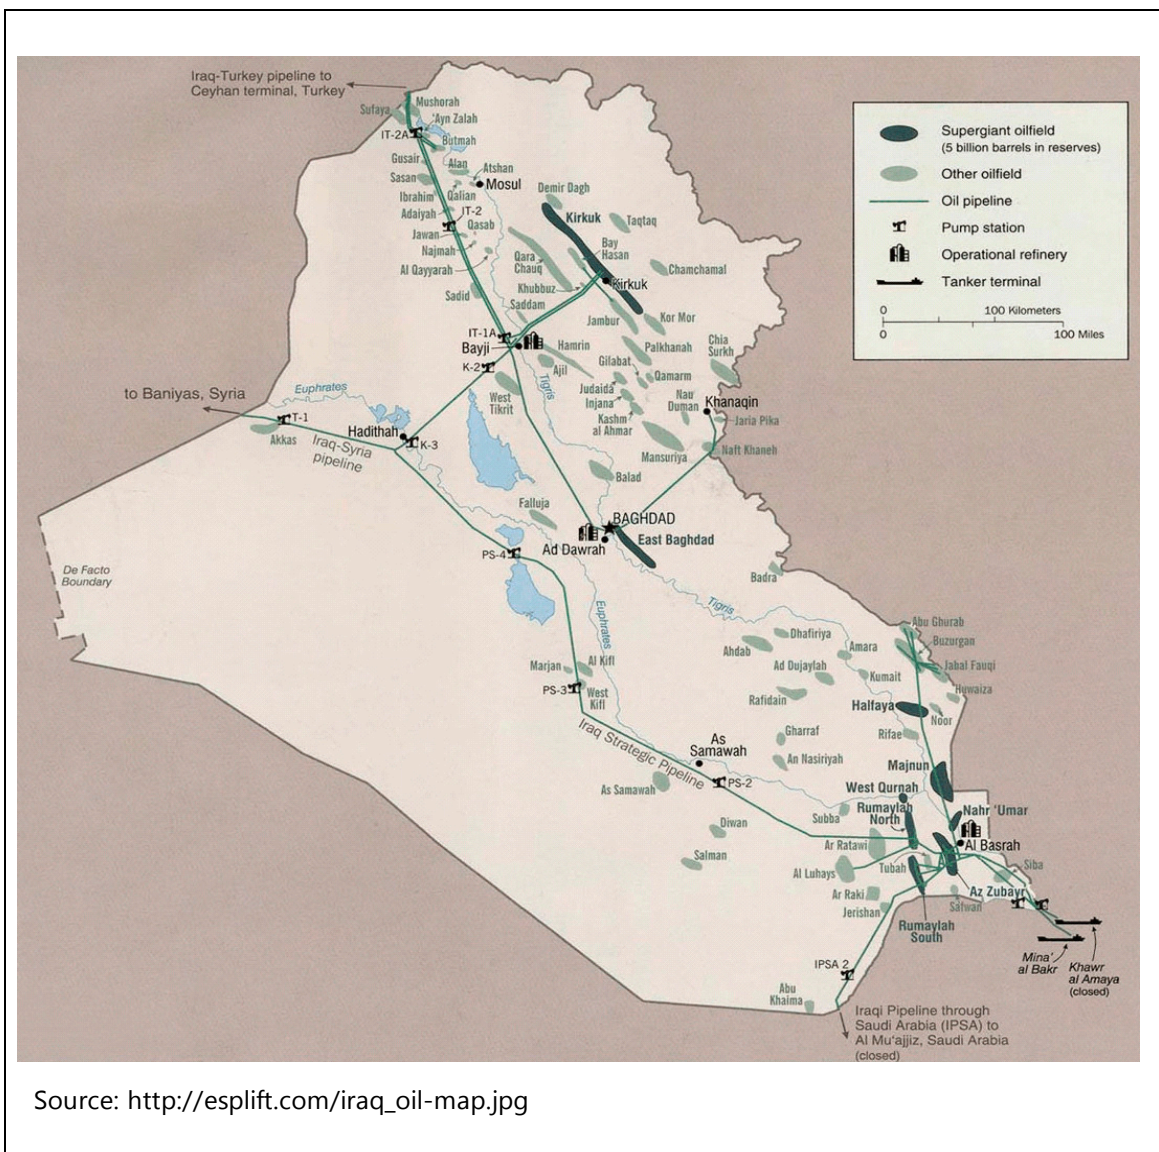 Iraq-Turkey pipeline to
Ceyhan terminal, Turkey
Mushorah
Sufaya
'Ayn Zalah
IT-2A
Butmah
Gusair
Alan
Atshan
Sasan
Mosul
Ibrahim
Qalian
Demir Dagh
Adaiyah
IT-2
Kirkuk
Taqtaq
Jawan
Qasab
Najmah
Bay
Hasan
Qara
Chauq
Al Qayyarah
Chamchamal
Khubbuz
Kirkuk
Sadid
Saddam
Jambur
Kor Mor
IT-1A
Bayji
Hamrin
Palkhanah
Chia
Surkh
K-2
Ajil
Gilabat
Qamarm
Tigris
Judaida
Injana
Nau
Duman
Khanaqin
West
Tikrit
Kashm
al Ahmar
Jaria Pika
to Baniyas, Syria
Euphrates
T-1
Hadithah
K-3
Akkas
Iraq-Syria
pipeline
Mansuriya
Naft Khaneh
Balad
Falluja
BAGHDAD
Ad Dawrah
East Baghdad
PS-4
De Facto
Boundary
Badra
Euphrates
Tigris
Abu Ghurab
Dhafiriya
Buzurgan
Ahdab
Amara
Marjan
Al Kifl
Ad Dujaylah
Jabal Fauqi
Kumait
PS-3
West
Kifl
Rafidain
Huwaiza
Halfaya
Noor
Iraq Strategic Pipeline
Gharraf
Rifae
As
Samawah
An Nasiriyah
Majnun
As Samawah
PS-2
West Qurnah
Rumaylah
North
Nahr 'Umar
Subba
Diwan
Al Basrah
Ar Ratawi
Salman
Al Luhays
Tubah
Siba
Ar Raki
Az Zubayr
Jerishan
Safwan
Rumaylah
South
Mina'
al Bakr
Khawr
al Amaya
(closed)
IPSA 2
Abu
Khaima
Iraqi Pipeline through
Saudi Arabia (IPSA) to
Al Mu'ajjiz, Saudi Arabia
(closed)
Supergiant oilfield
(5 billion barrels in reserves)
Other oilfield
Oil pipeline
Pump station
Operational refinery
Tanker terminal
0 100 Kilometers
0 100 Miles
Source: http://esplift.com/iraq_oil-map.jpg